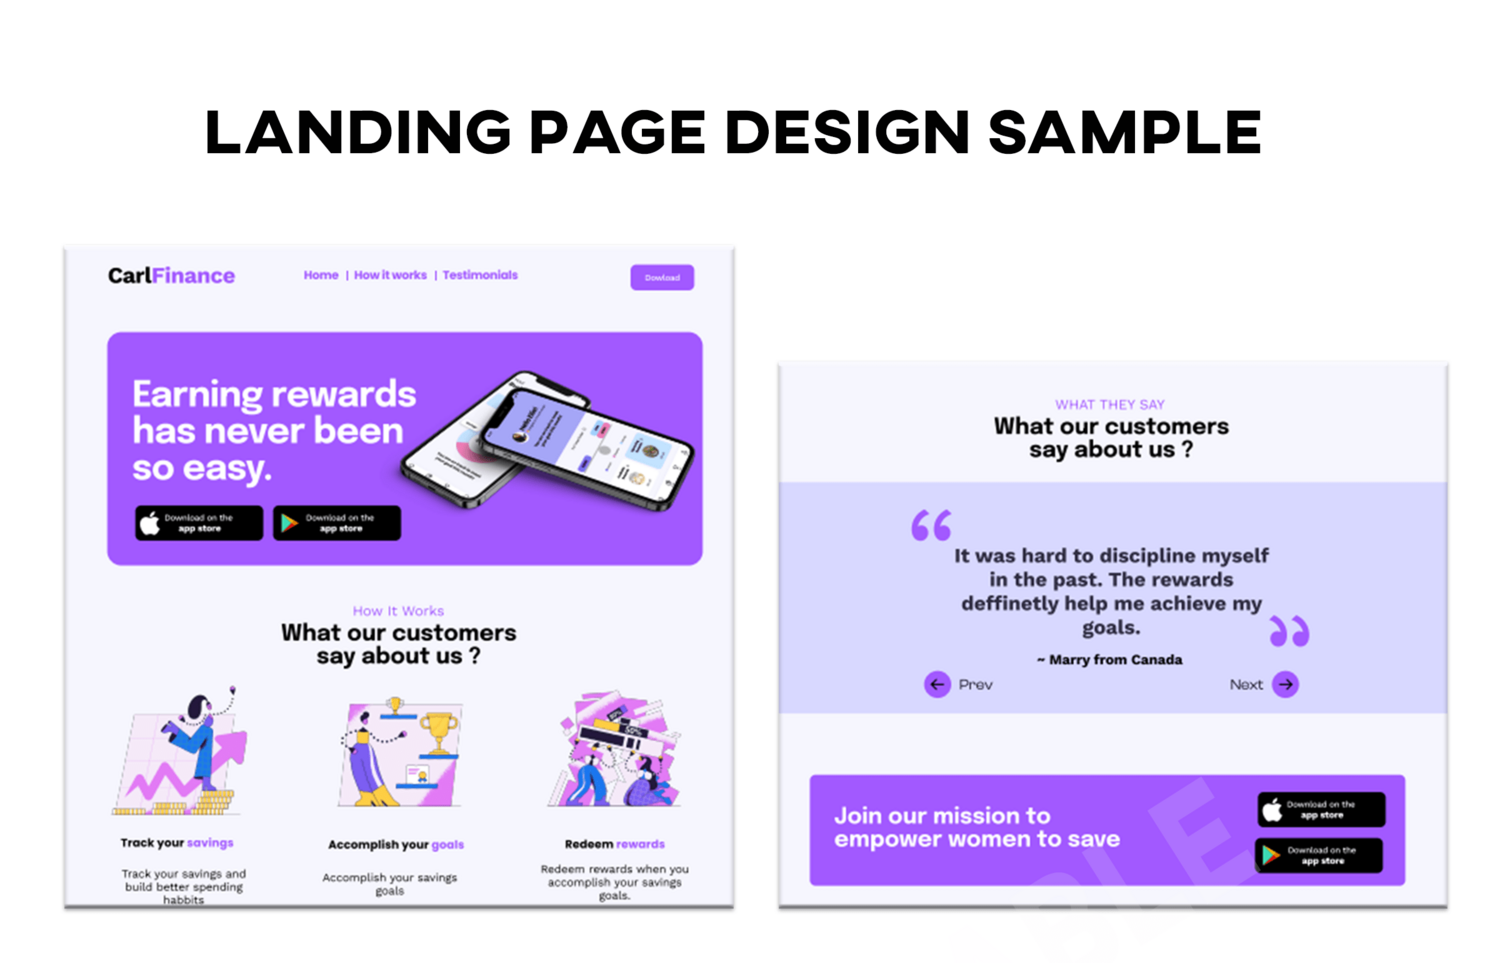 LANDING PAGE DESIGN SAMPLE
CarlFinance
Home | How it works | Testimonials
Dowload
Earning rewards
has never been
so easy.
Download on the
app store
Download on the
app store
How It Works
What our customers
say about us ?
Track your savings
Track your savings and
build better spending
habbits
Accomplish your goals
Accomplish your savings
goals
Redeem rewards
Redeem rewards when you
accomplish your savings
goals.
WHAT THEY SAY
What our customers
say about us ?
“
It was hard to discipline myself
in the past. The rewards
deffinetly help me achieve my
goals.
”
~ Marry from Canada
Prev
Next
Join our mission to
empower women to save
Download on the
app store
Download on the
app store